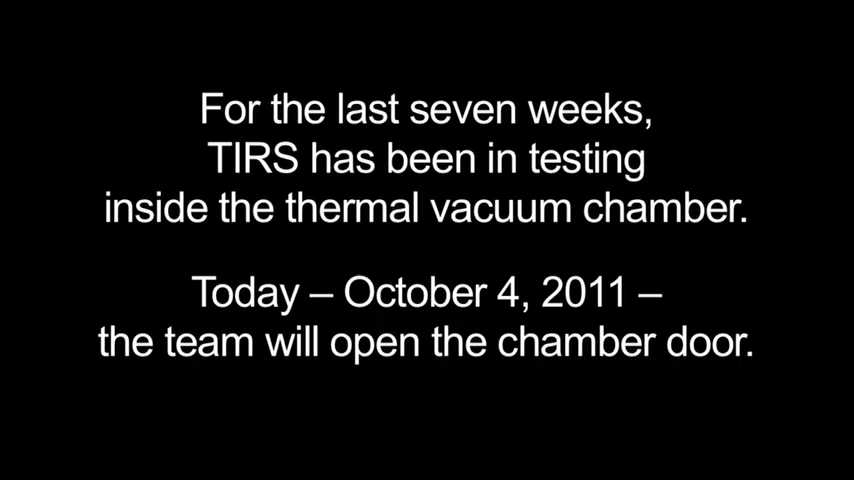 For the last seven weeks,
TIRS has been in testing
inside the thermal vacuum chamber.
Today – October 4, 2011 –
the team will open the chamber door.